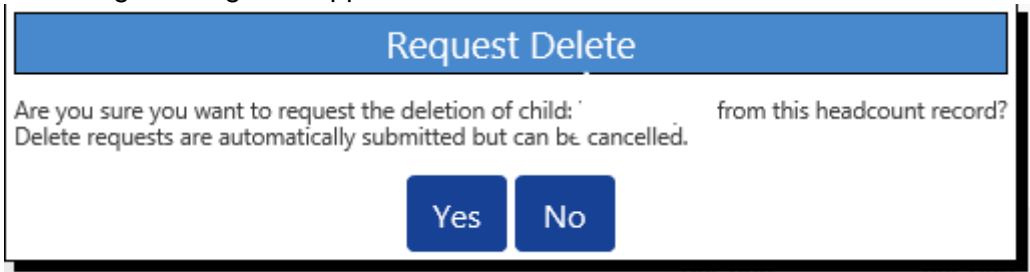 Request Delete
Are you sure you want to request the deletion of child: from this headcount record?
Delete requests are automatically submitted but can be cancelled.
Yes No